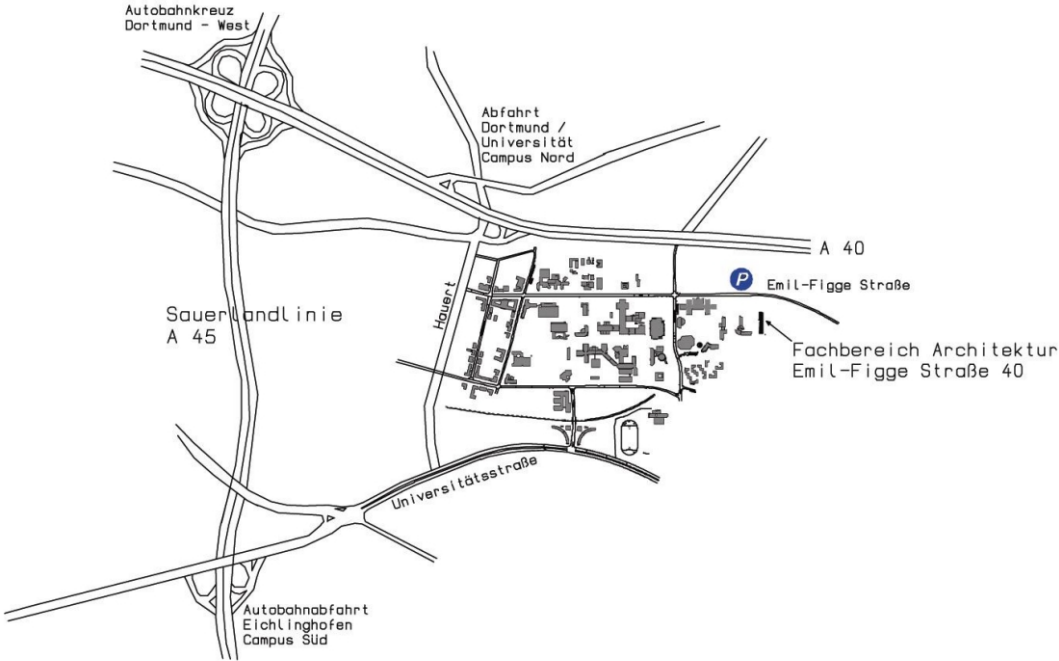 Autobahnkreuz
Dortmund - West
Abfahrt
Dortmund /
Universität
Campus Nord
A 40
P
Emil-Figge Straße
Sauerlandlinie
A 45
Hauert
Fachbereich Architektur
Emil-Figge Straße 40
Universitätsstraße
Autobahnabfahrt
Eichlinghofen
Campus Süd